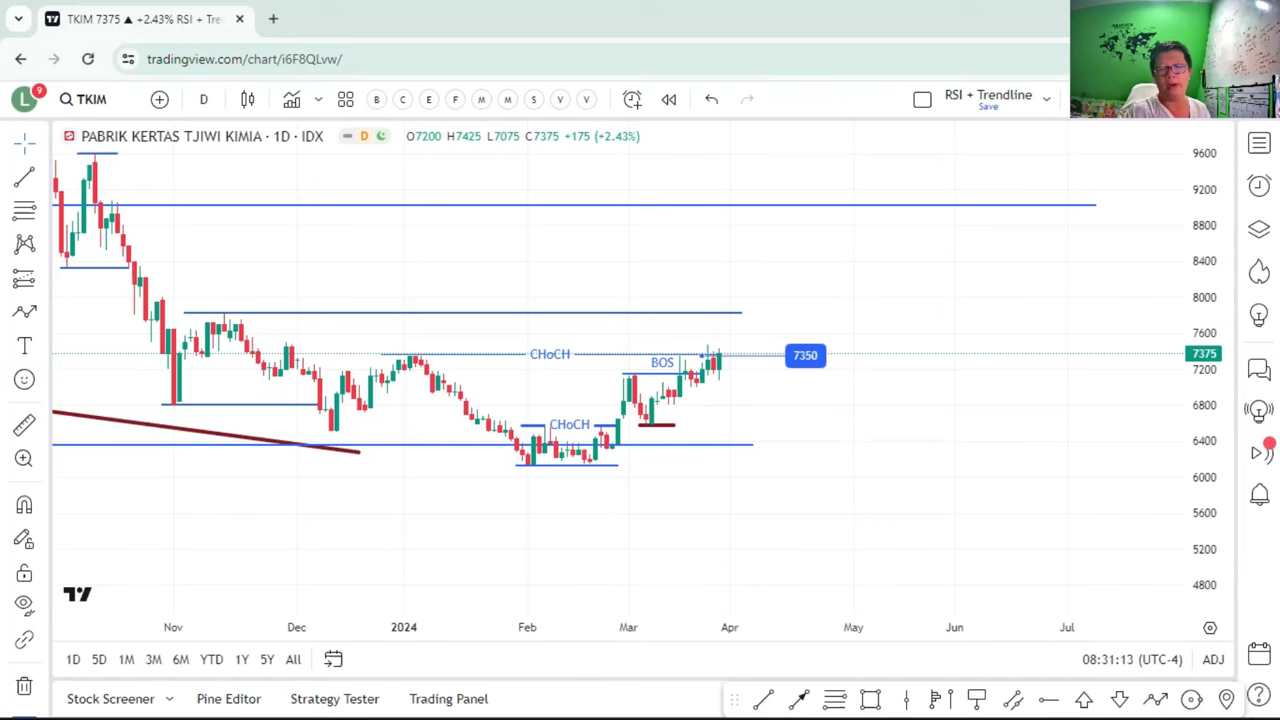 TKIM 7375 ▲ +2.43% RSI + Tre
tradingview.com/chart/i6F8QLvw/
L 9 TKIM D B C E F M M S V V RSI + Trendline
Save
PABRIK KERTAS TJIWI KIMIA · 1D · IDX D O7200 H7425 L7075 C7375 +175 (+2.43%)
9600
9200
8800
8400
8000
7600
CHoCH BOS 7350 7375
7200
6800
CHoCH
6400
6000
5600
5200
4800
Nov Dec 2024 Feb Mar Apr May Jun Jul
1D 5D 1M 3M 6M YTD 1Y 5Y All 08:31:13 (UTC-4) ADJ
Stock Screener Pine Editor Strategy Tester Trading Panel